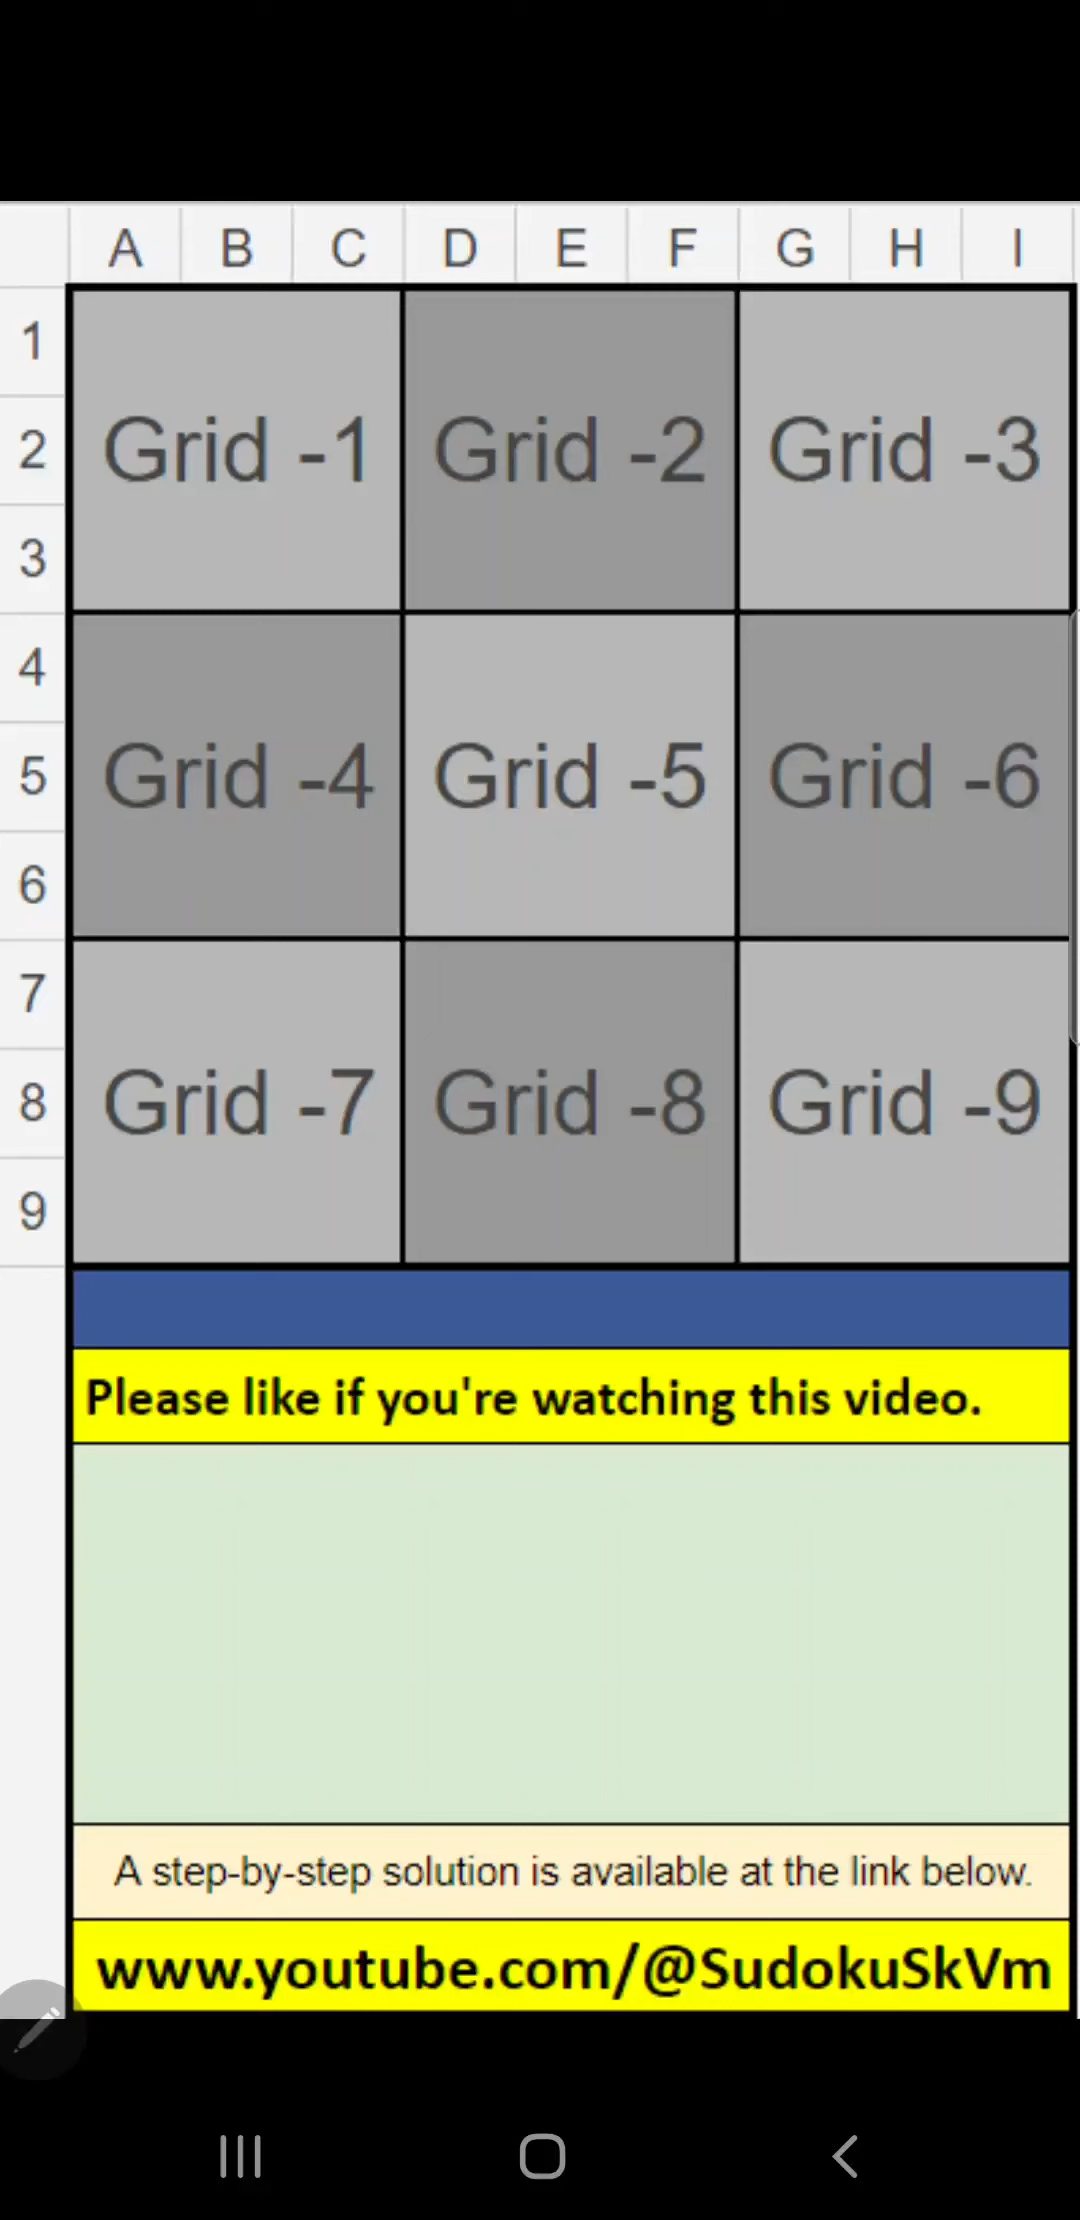 A B C D E F G H I
1
2
3
Grid -1 Grid -2 Grid -3
4
5
6
Grid -4 Grid -5 Grid -6
7
8
9
Grid -7 Grid -8 Grid -9
Please like if you're watching this video.
A step-by-step solution is available at the link below.
www.youtube.com/@SudokuSkVm